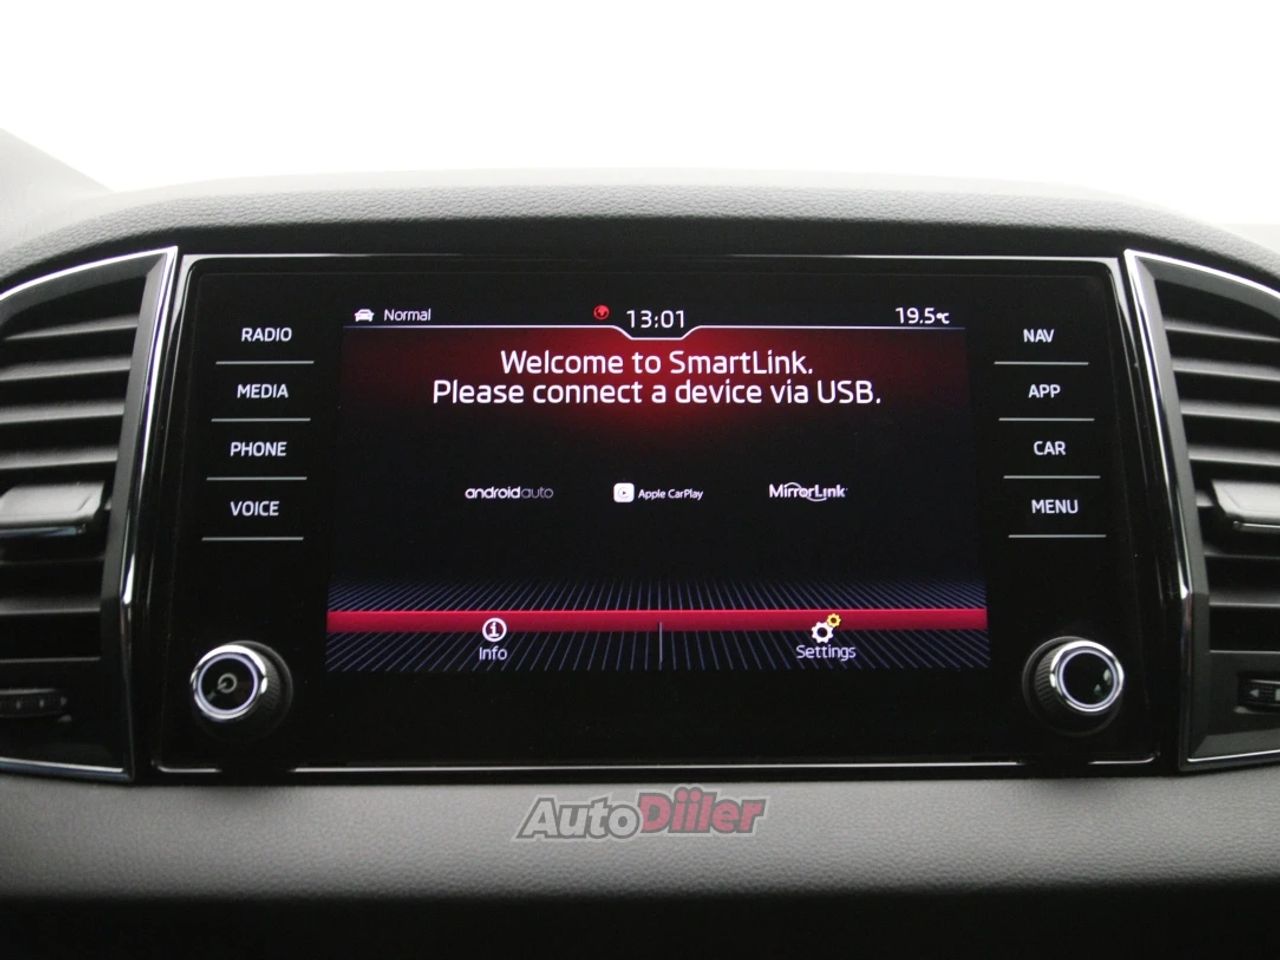 Normal
13:01
19.5°C
RADIO
MEDIA
PHONE
VOICE
Welcome to SmartLink.
Please connect a device via USB.
androidauto
Apple CarPlay
MirrorLink
Info
Settings
NAV
APP
CAR
MENU
AutoDiiler